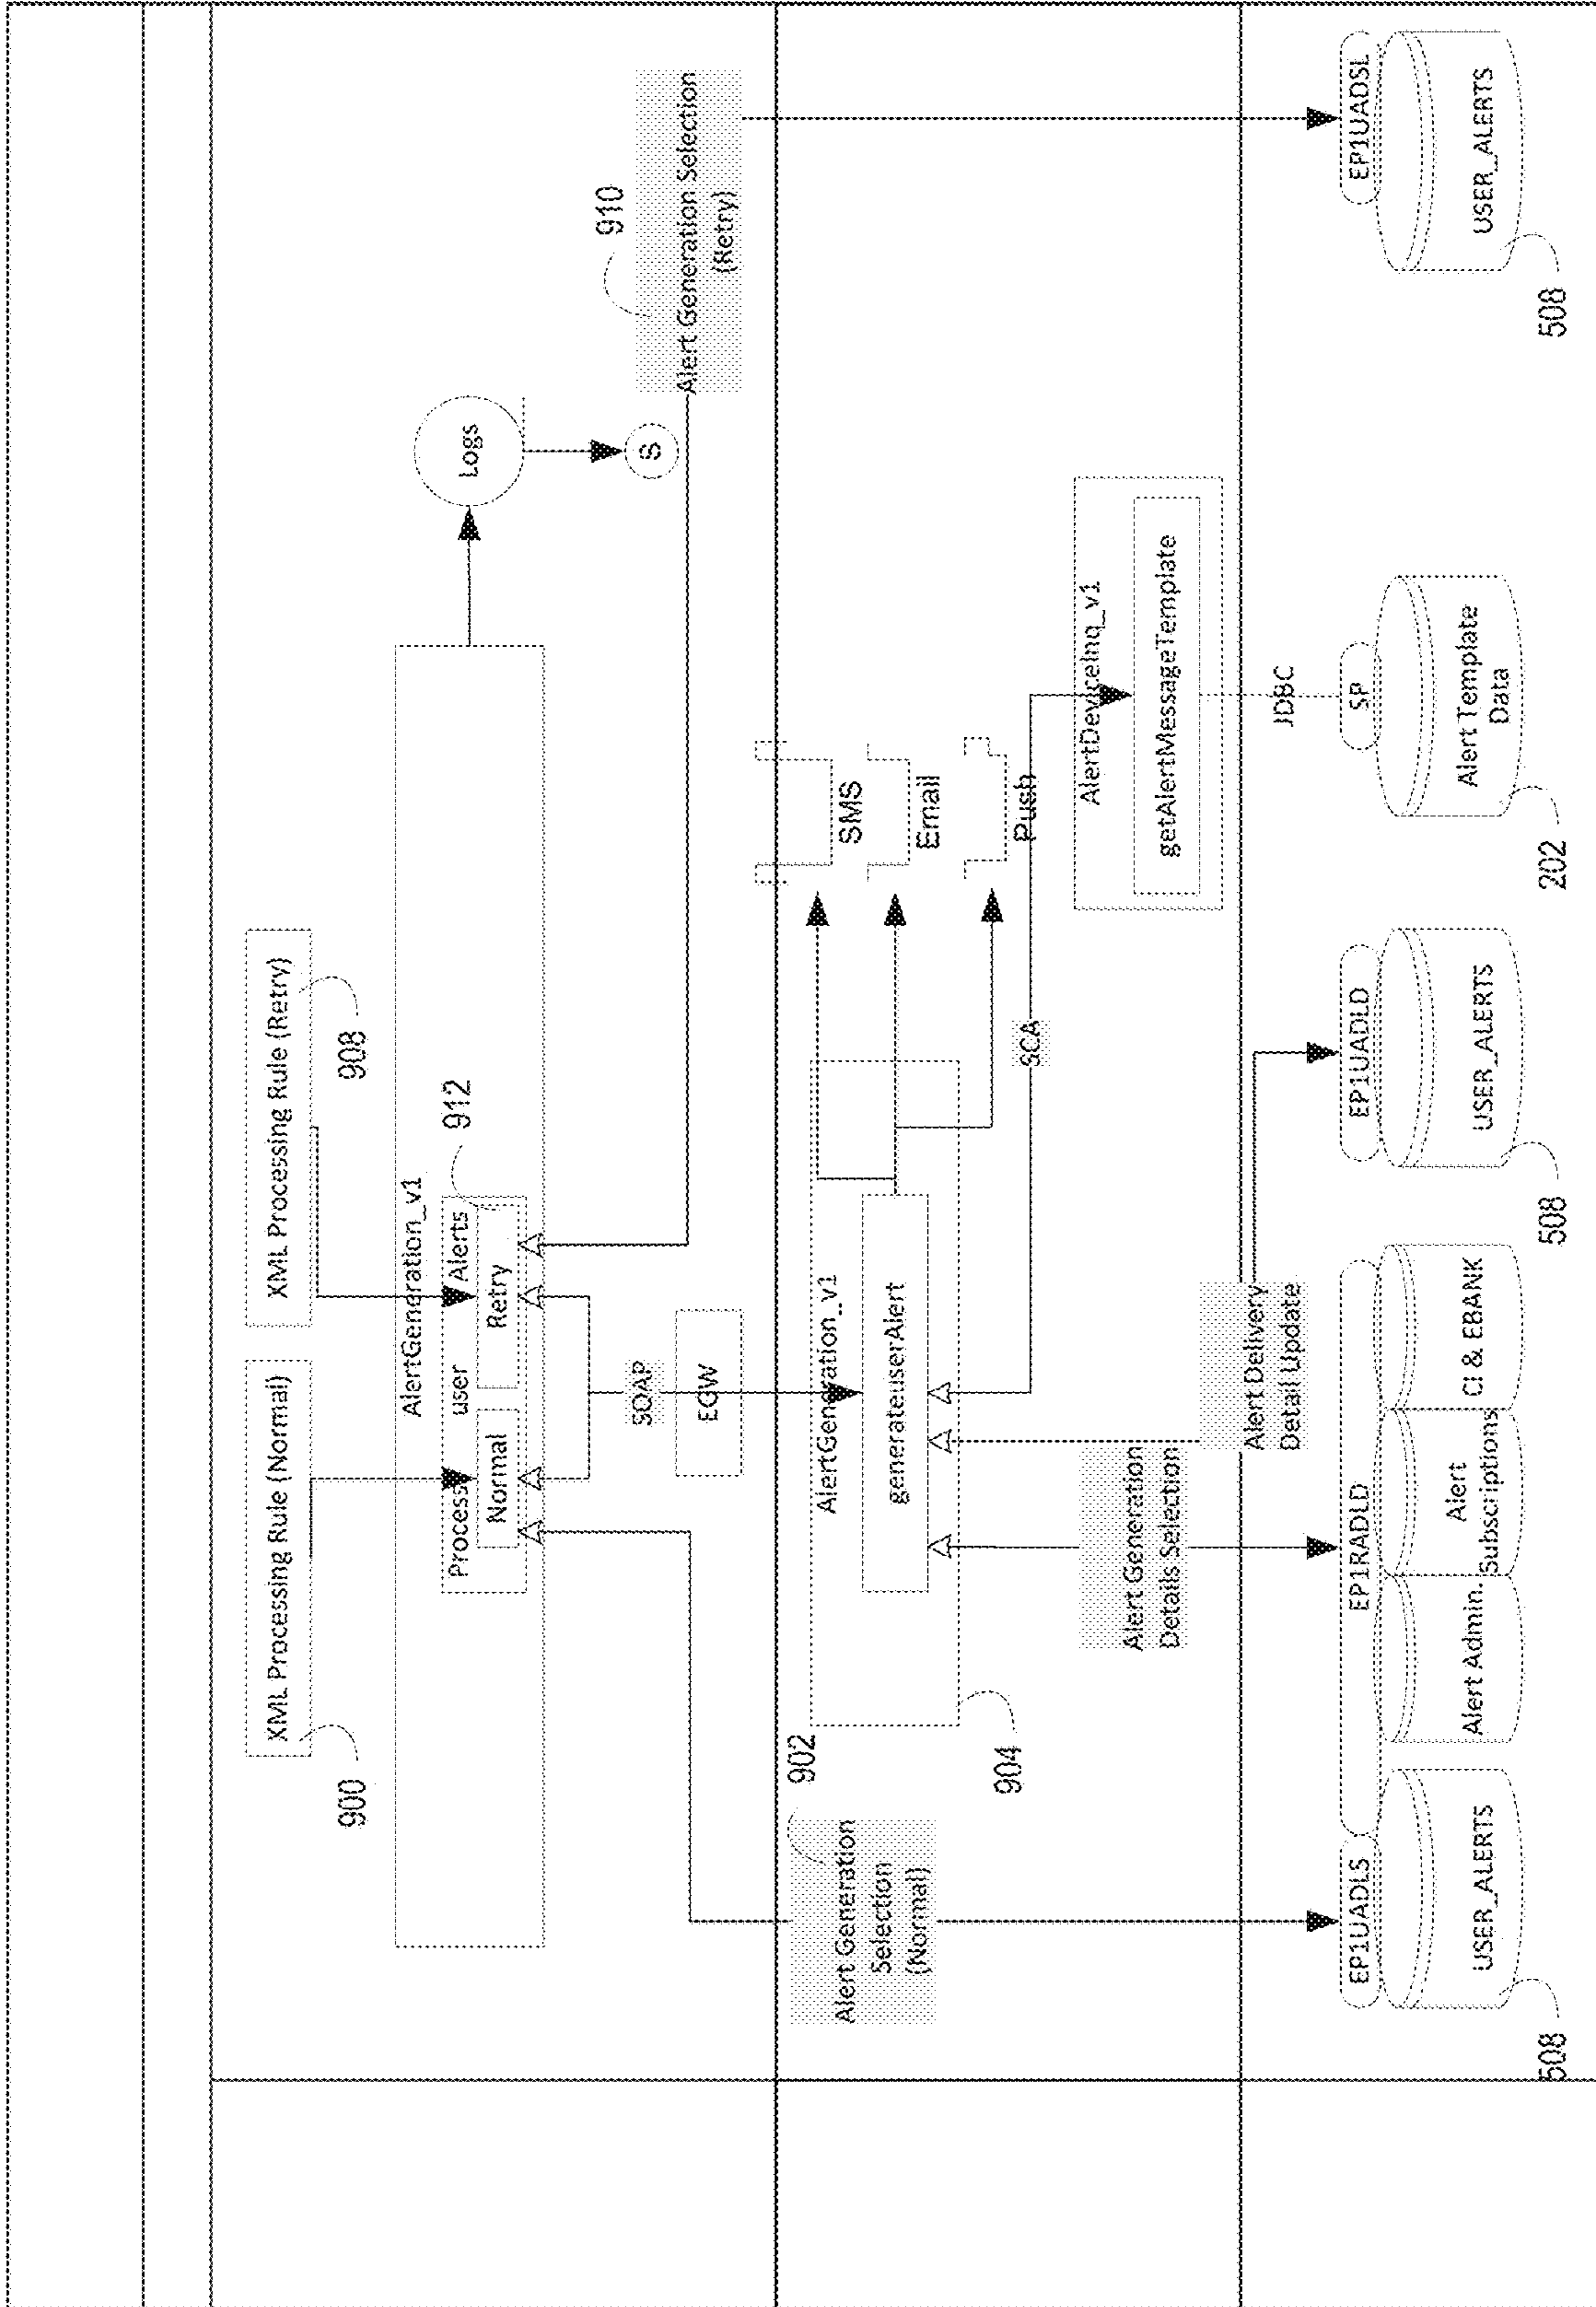 XML Processing Rule (Normal)
XML Processing Rule (Retry)
900
908
AlertGeneration_v1
Process user Alerts
Normal
Retry
912
Logs
S
SOAP
EGW
910
Alert Generation Selection
(Retry)
902
Alert Generation
Selection
(Normal)
AlertGeneration_v1
generateuserAlert
904
SMS
Email
Push
SCA
AlertDeviceInq_v1
getAlertMessageTemplate
Alert Generation
Details Selection
Alert Delivery
Detail Update
JDBC
EP1UADLS
USER_ALERTS
508
EP1RADLD
Alert Admin.
Alert
Subscriptions
CI & EBANK
EP1UADLD
USER_ALERTS
508
SP
Alert Template
Data
202
EP1UADSL
USER_ALERTS
508